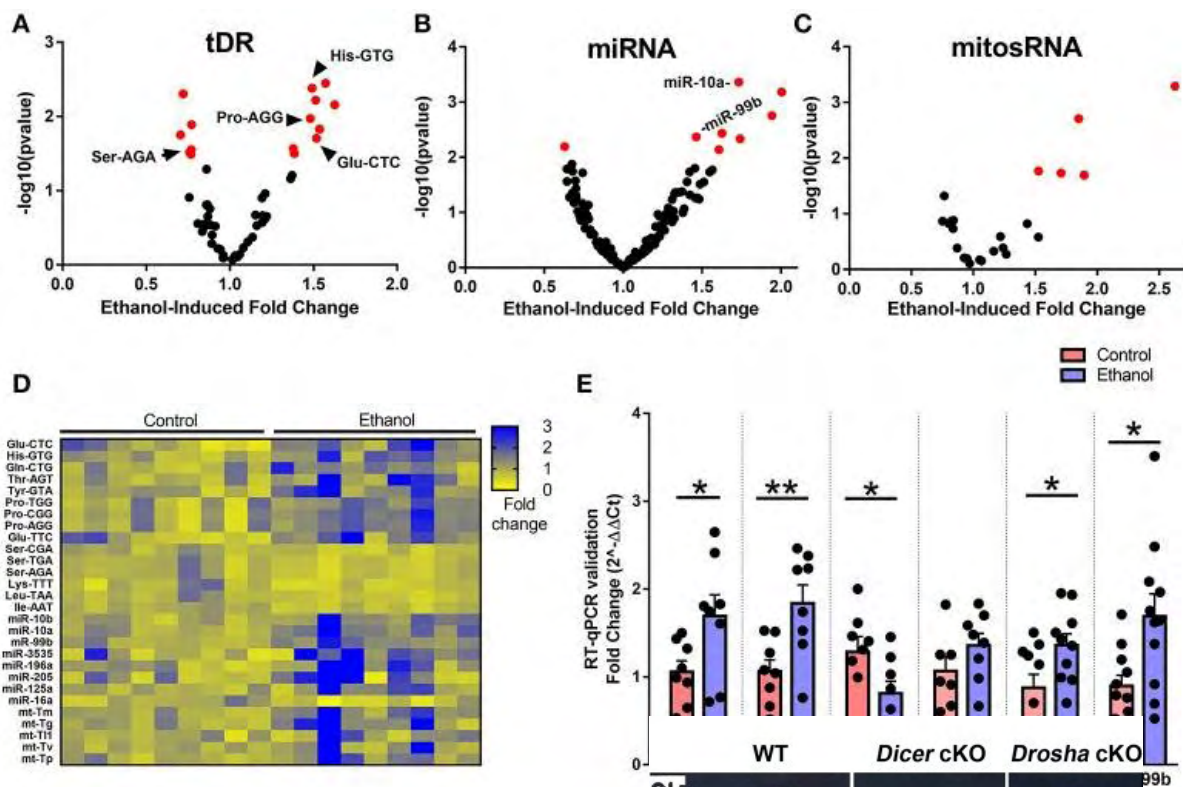 A
tDR
3
2
1
0
-log10(pvalue)
His-GTG
Pro-AGG
Ser-AGA
Glu-CTC
0.0 0.5 1.0 1.5 2.0
Ethanol-Induced Fold Change
B
miRNA
4
3
2
1
0
-log10(pvalue)
miR-10a-
-miR-99b
0.0 0.5 1.0 1.5 2.0
Ethanol-Induced Fold Change
C
mitosRNA
4
3
2
1
0
-log10(pvalue)
0.0 0.5 1.0 1.5 2.0 2.5
Ethanol-Induced Fold Change
D
Control Ethanol
Glu-CTC
His-GTG
Gln-CTG
Thr-AGT
Tyr-GTA
Pro-TGG
Pro-CGG
Pro-AGG
Glu-TTC
Ser-CGA
Ser-TGA
Ser-AGA
Lys-TTT
Leu-TAA
Ile-AAT
miR-10b
miR-10a
mR-99b
miR-3535
miR-196a
miR-205
miR-125a
miR-16a
mt-Tm
mt-Tg
mt-Tl1
mt-Tv
mt-Tp
3
2
1
0
Fold
change
Control
Ethanol
E
RT-qPCR validation
Fold Change (2^-ΔΔCt)
4
3
2
1
0
* ** * * *
WT Dicer cKO Drosha cKO
99b